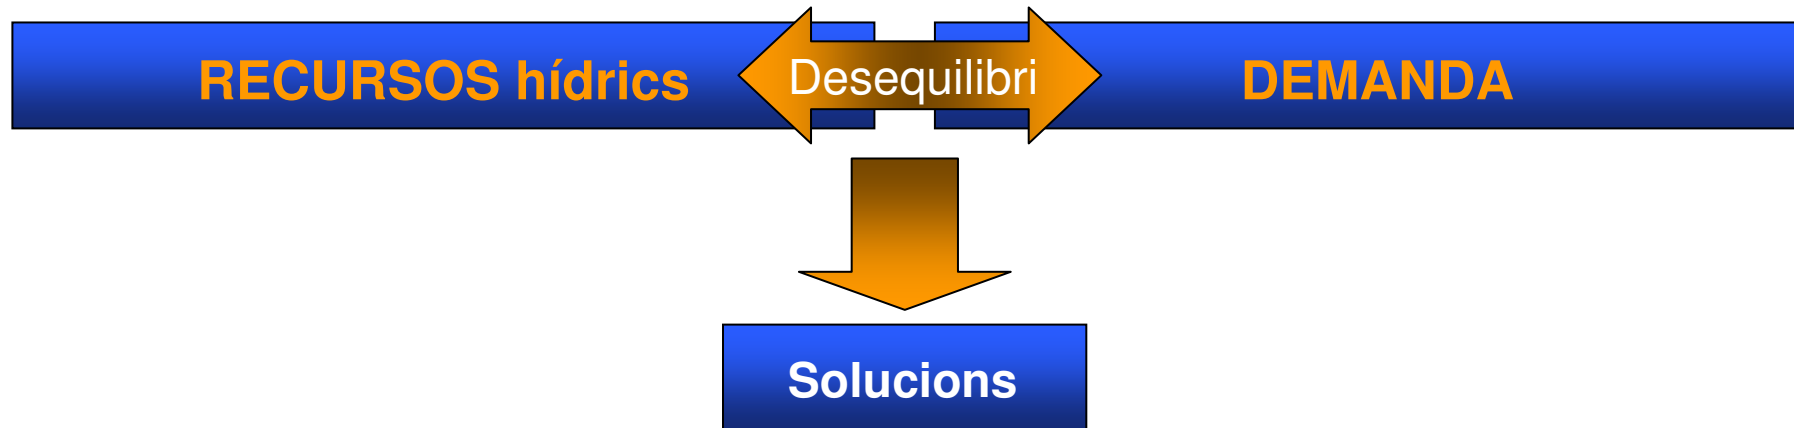 RECURSOS hídrics
Desequilibri
DEMANDA
Solucions